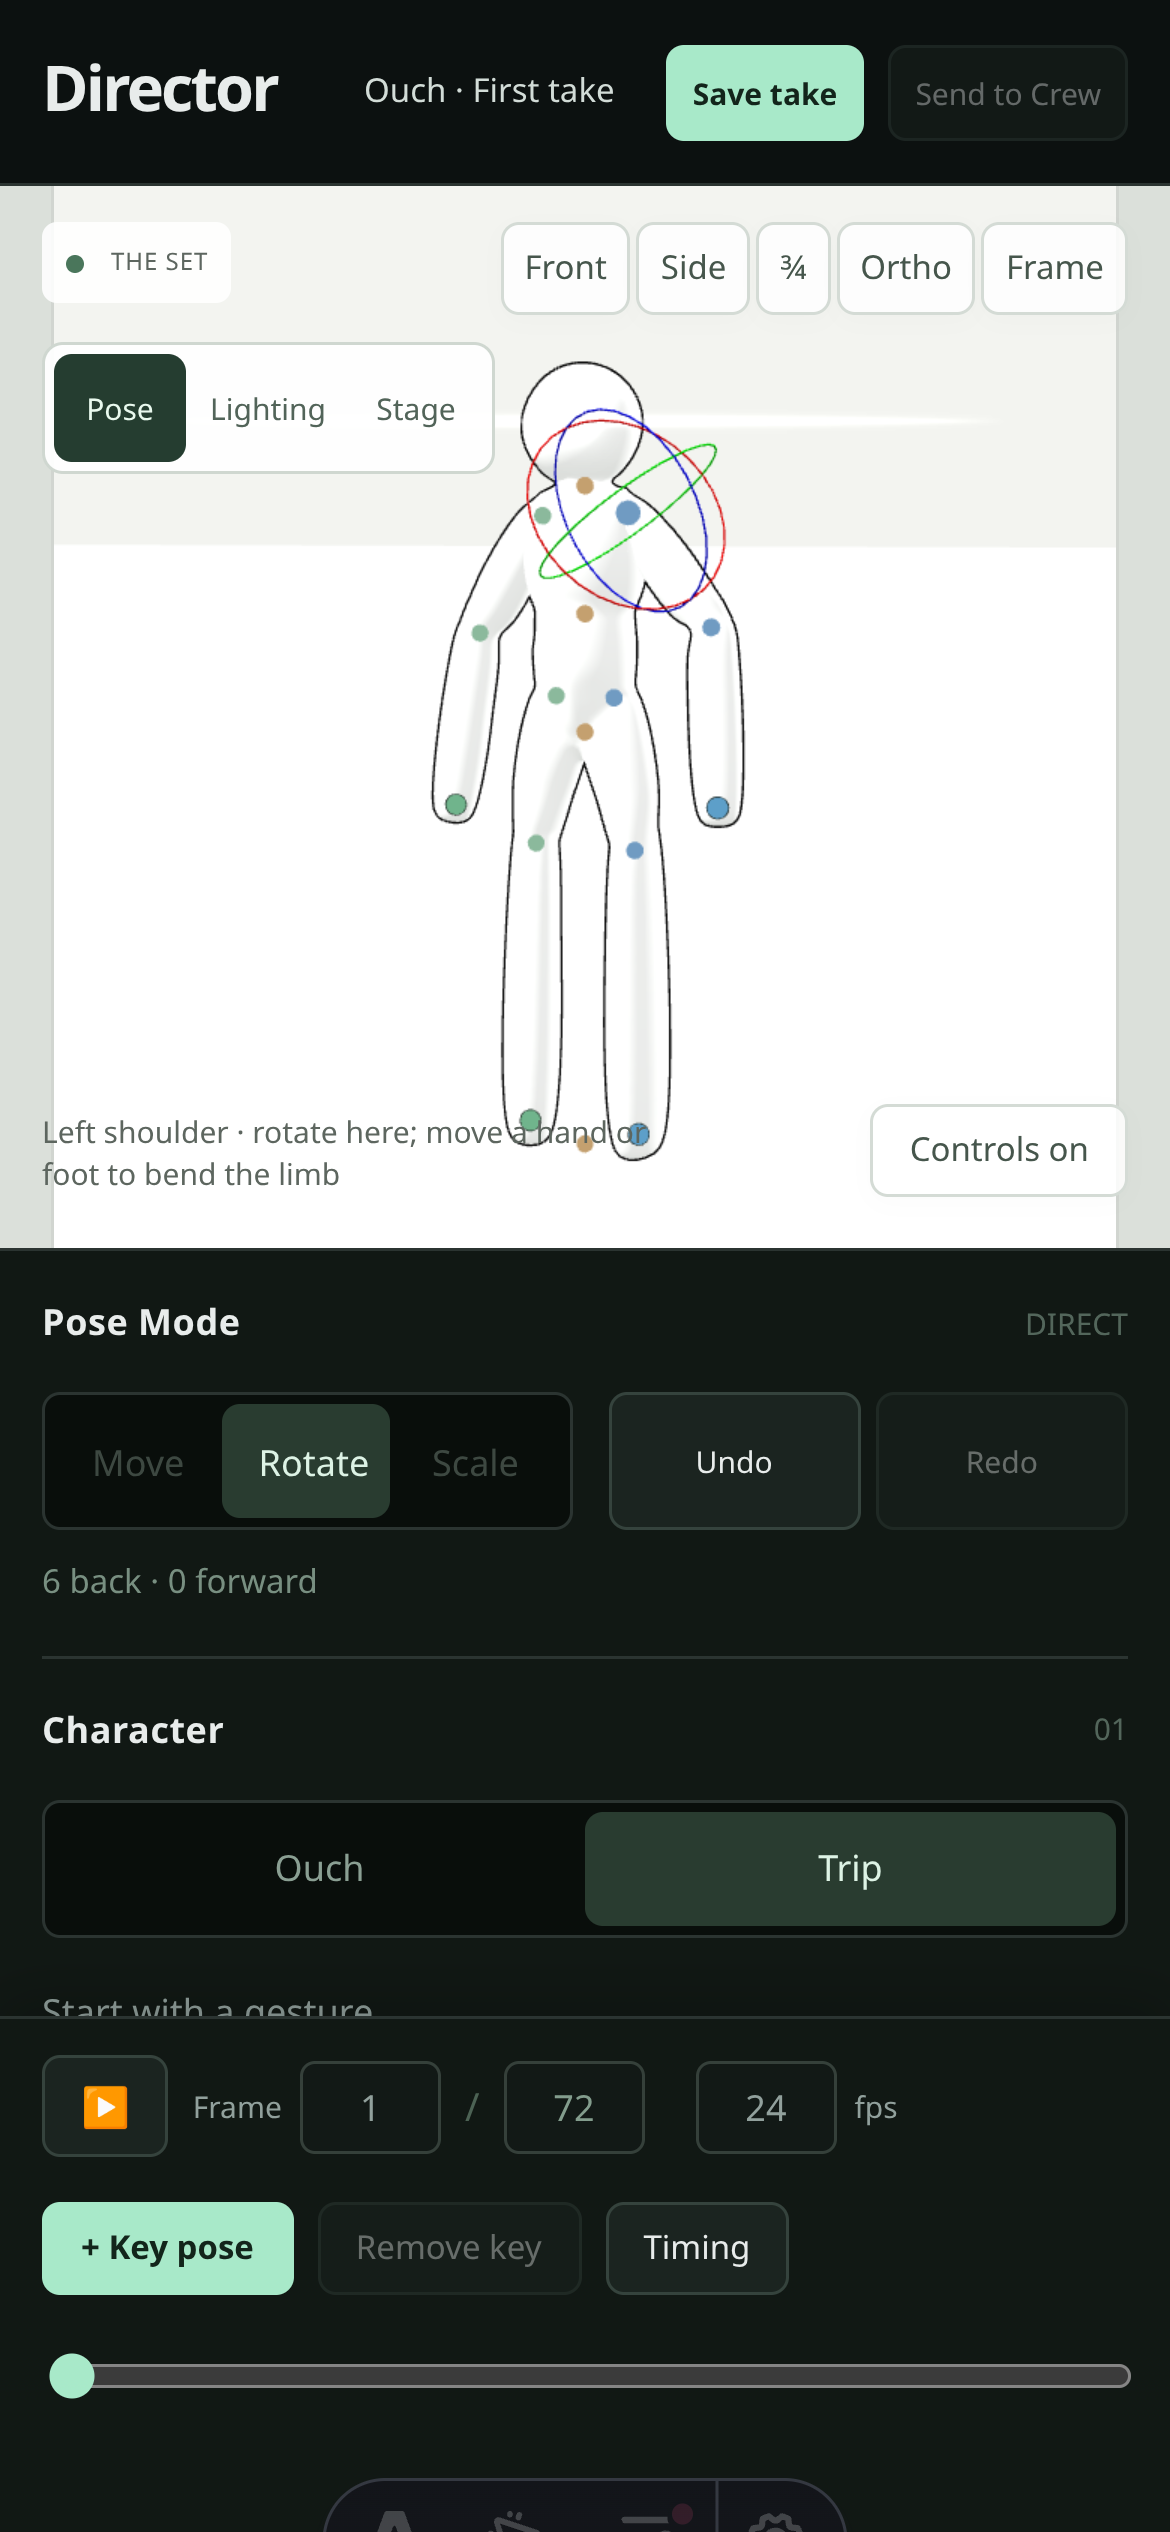 Director
Ouch · First take
Save take
Send to Crew
THE SET
Front
Side
¾
Ortho
Frame
Pose
Lighting
Stage
Left shoulder · rotate here; move a hand or
foot to bend the limb
Controls on
Pose Mode
DIRECT
Move
Rotate
Scale
Undo
Redo
6 back · 0 forward
Character
01
Ouch
Trip
Start with a gesture
Frame
1
/
72
24
fps
+ Key pose
Remove key
Timing